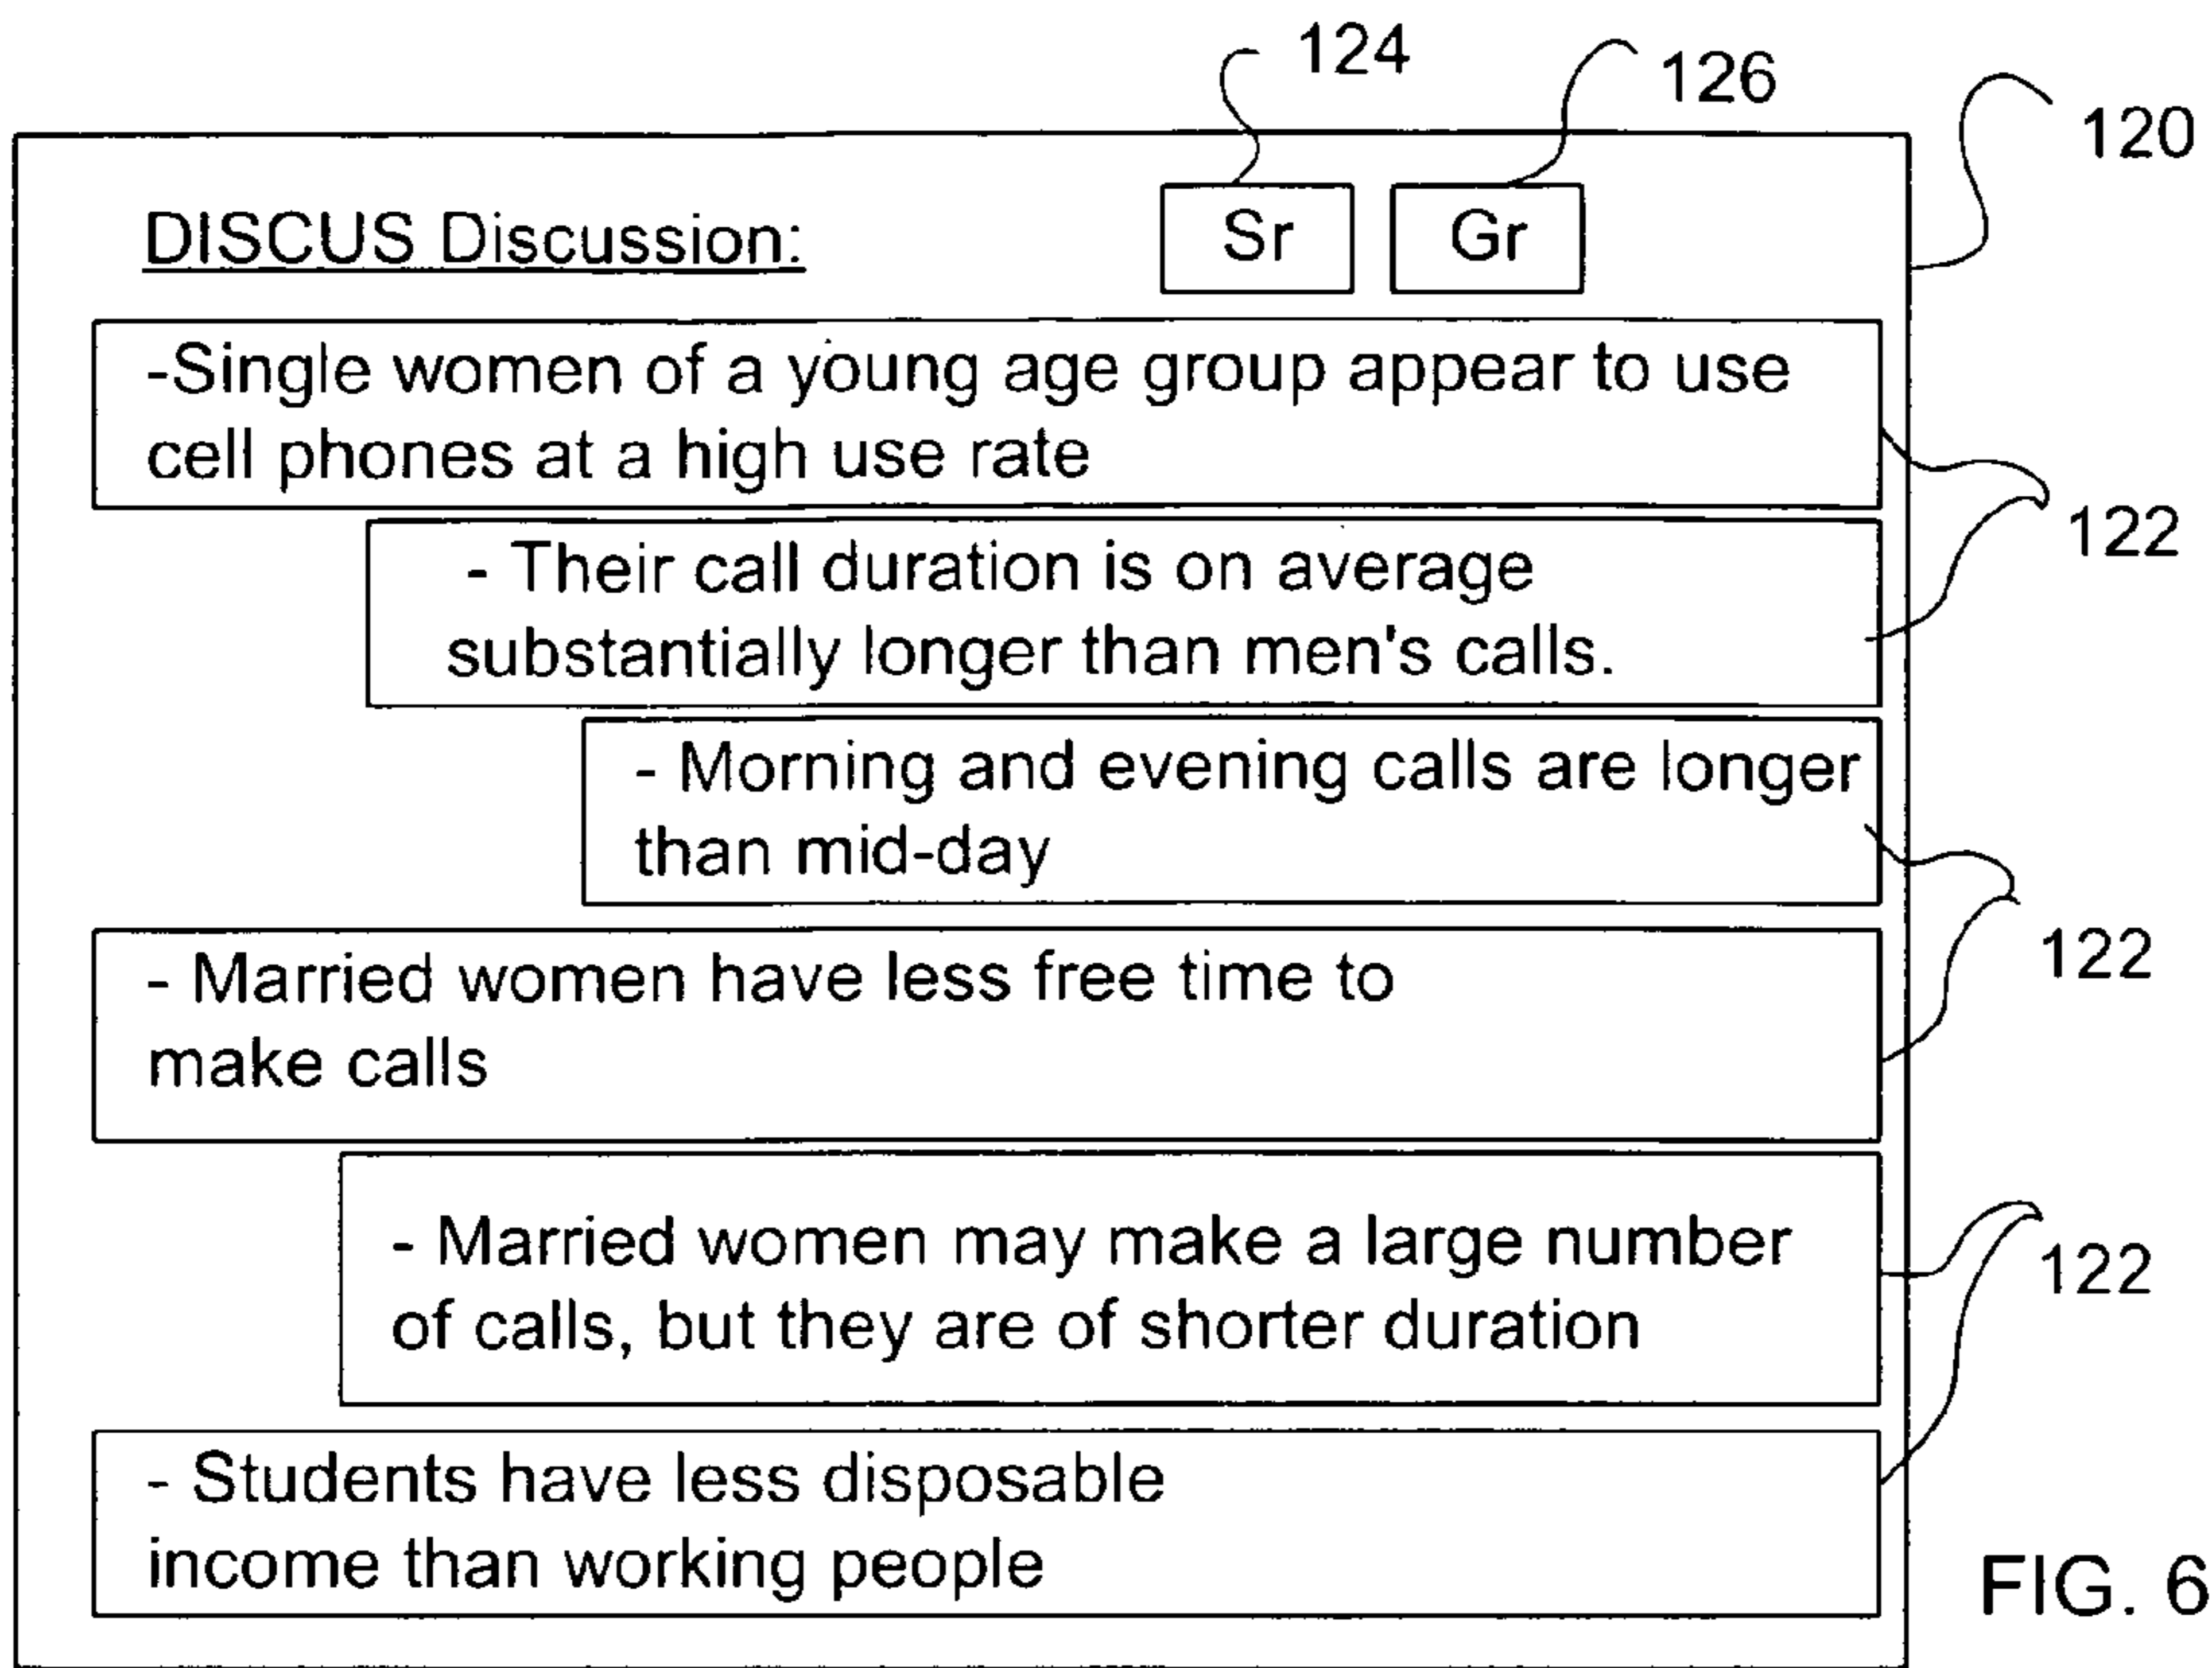 124
126
120
DISCUS Discussion:
Sr
Gr
-Single women of a young age group appear to use
cell phones at a high use rate
122
- Their call duration is on average
substantially longer than men's calls.
- Morning and evening calls are longer
than mid-day
122
- Married women have less free time to
make calls
- Married women may make a large number
of calls, but they are of shorter duration
122
- Students have less disposable
income than working people
FIG. 6